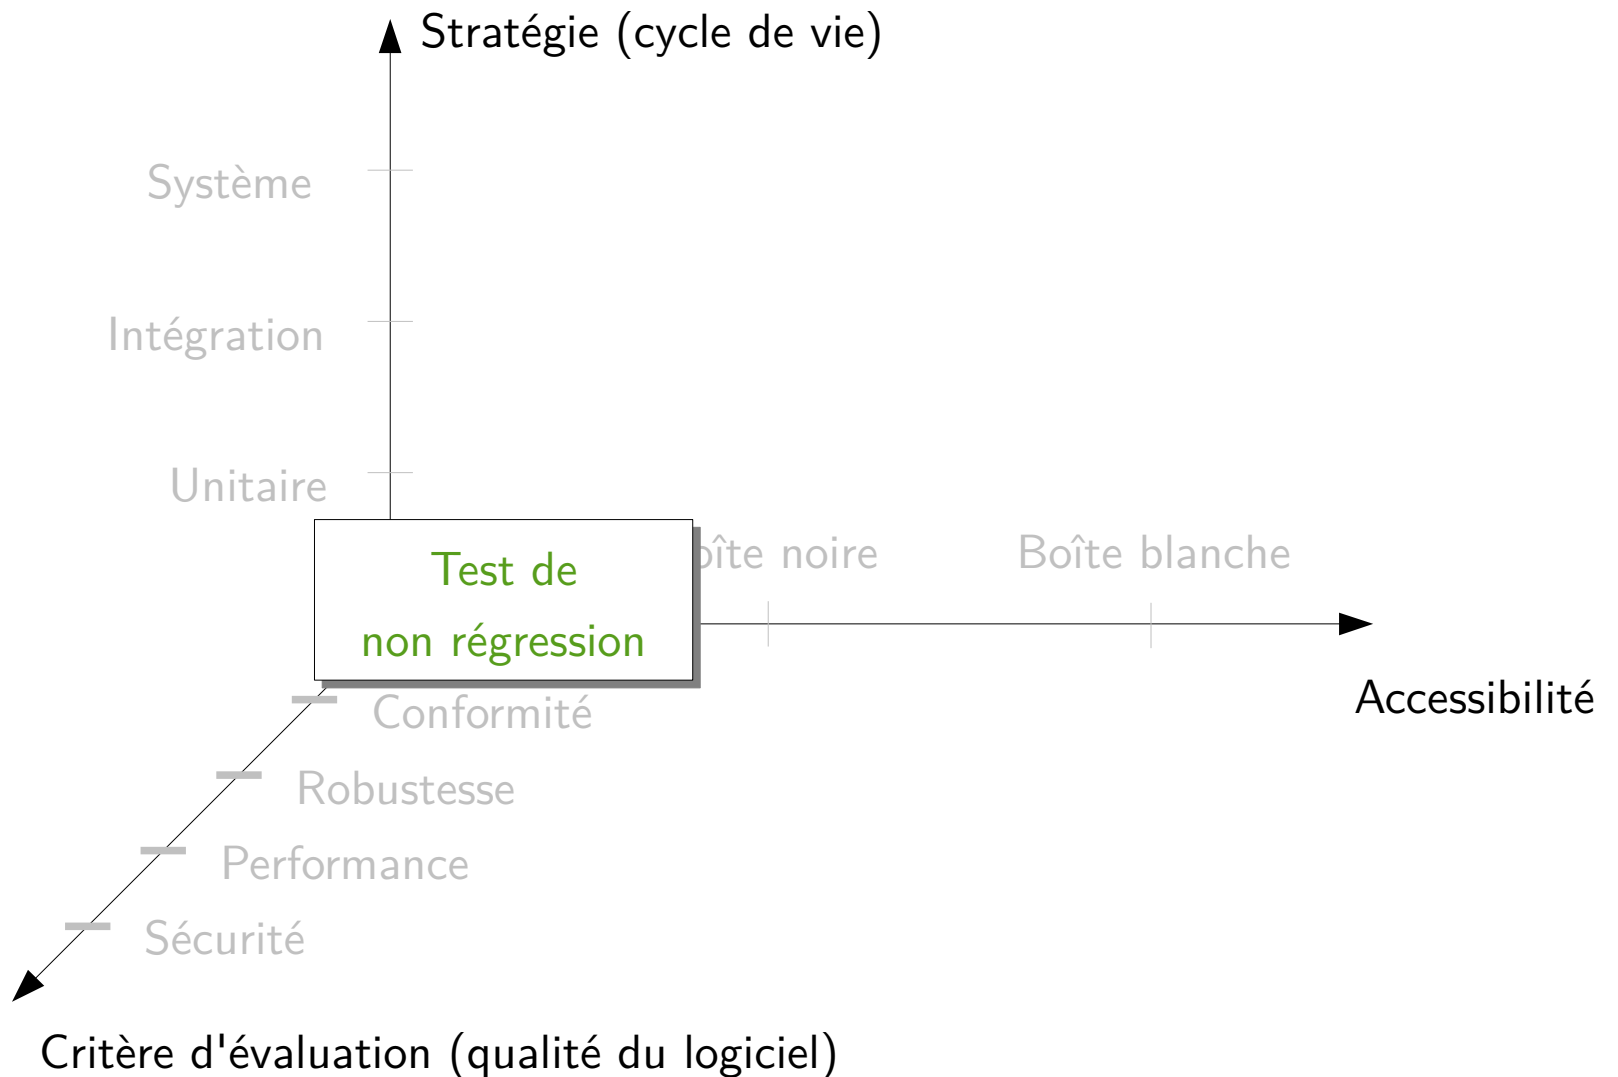 Stratégie (cycle de vie)
Système
Intégration
Unitaire
oîte noire
Boîte blanche
Test de
non régression
Accessibilité
Conformité
Robustesse
Performance
Sécurité
Critère d'évaluation (qualité du logiciel)